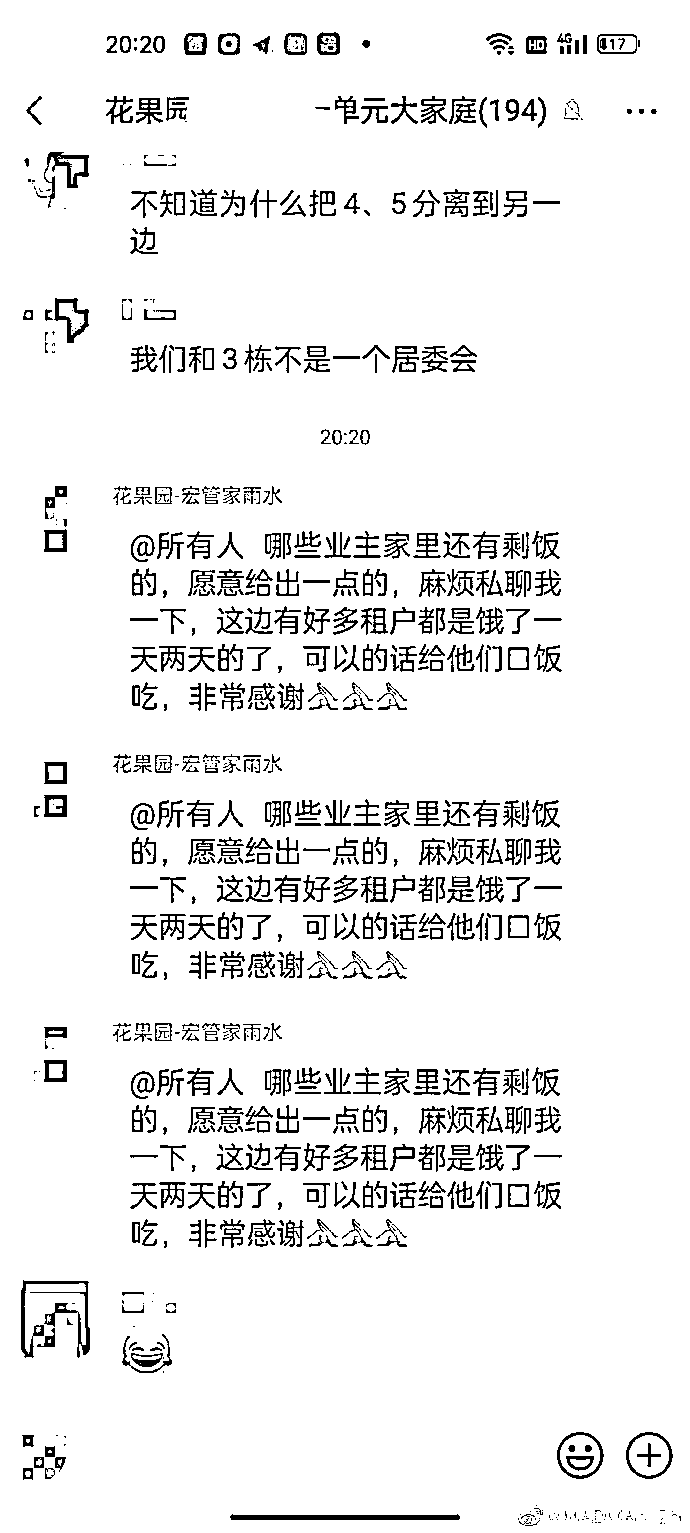 20:20 HD 4G 17
花果园 一单元大家庭(194)
不知道为什么把4、5分离到另一
边
我们和3栋不是一个居委会
20:20
花果园-宏管家雨水
@所有人 哪些业主家里还有剩饭
的，愿意给出一点的，麻烦私聊我
一下，这边有好多租户都是饿了一
天两天的了，可以的话给他们口饭
吃，非常感谢🙏🙏🙏
花果园-宏管家雨水
@所有人 哪些业主家里还有剩饭
的，愿意给出一点的，麻烦私聊我
一下，这边有好多租户都是饿了一
天两天的了，可以的话给他们口饭
吃，非常感谢🙏🙏🙏
花果园-宏管家雨水
@所有人 哪些业主家里还有剩饭
的，愿意给出一点的，麻烦私聊我
一下，这边有好多租户都是饿了一
天两天的了，可以的话给他们口饭
吃，非常感谢🙏🙏🙏
😂